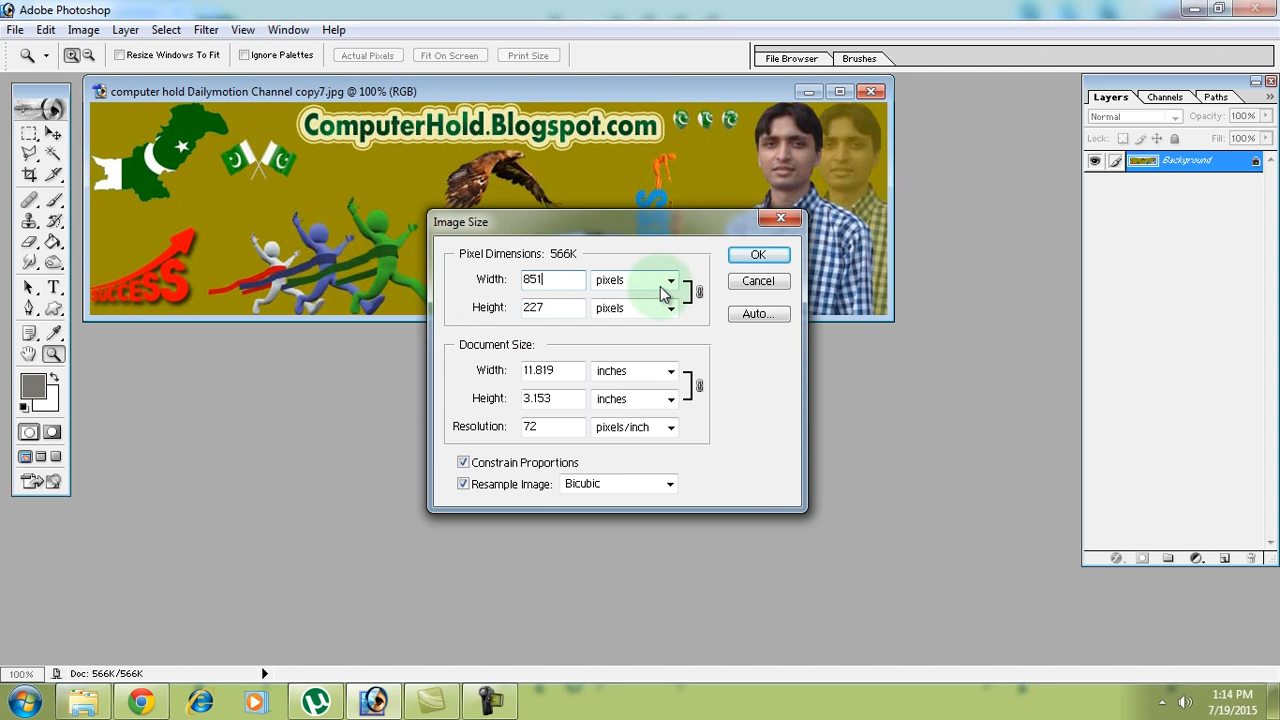 Adobe Photoshop
File Edit Image Layer Select Filter View Window Help
Resize Windows To Fit Ignore Palettes Actual Pixels Fit On Screen Print Size File Browser Brushes
computer hold Dailymotion Channel copy7.jpg @ 100% (RGB)
ComputerHold.Blogspot.com
SUCCESS
Layers Channels Paths
Normal Opacity: 100%
Lock: Fill: 100%
Background
Image Size
Pixel Dimensions: 566K
Width: 851 pixels
Height: 227 pixels
OK
Cancel
Auto...
Document Size:
Width: 11.819 inches
Height: 3.153 inches
Resolution: 72 pixels/inch
Constrain Proportions
Resample Image: Bicubic
100% Doc: 566K/566K
1:14 PM
7/19/2015